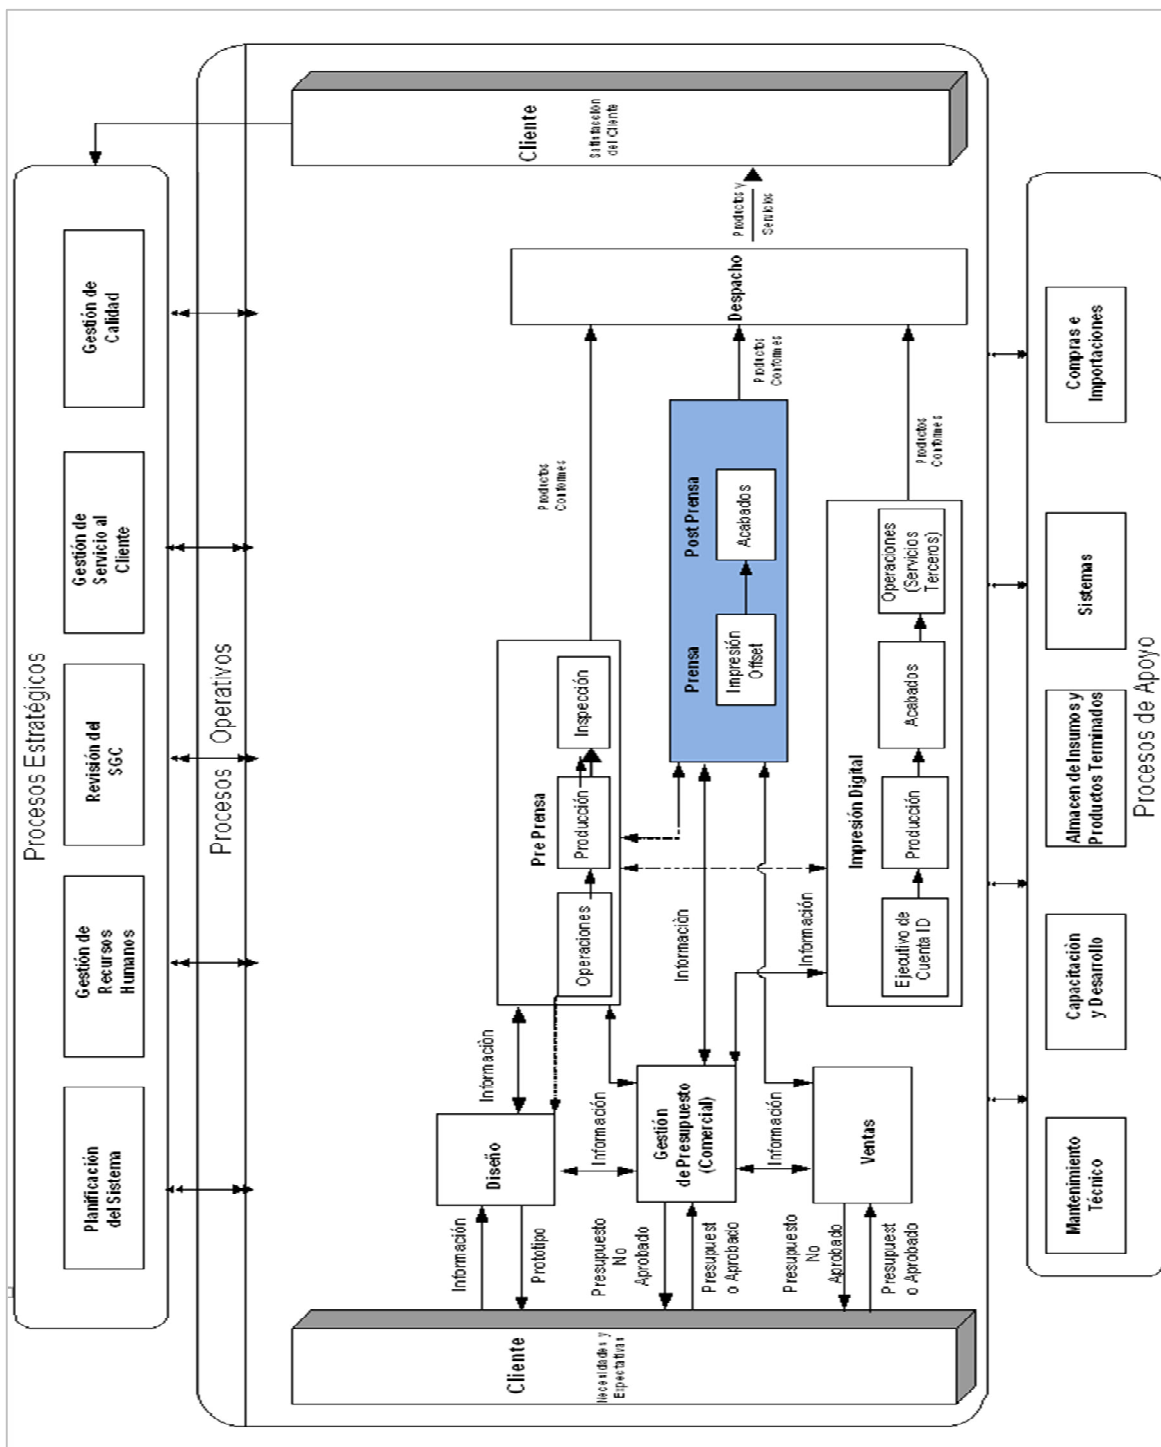 Procesos Estratégicos
Planificación
del Sistema
Gestión de
Recursos
Humanos
Revisión del
SGC
Gestión de
Servicio al
Cliente
Gestión de
Calidad
Procesos Operativos
Cliente
Necesidades y
Expectativas
Información
Prototipo
Diseño
Información
Presupuesto
No
Aprobado
Presupuest
o Aprobado
Información
Gestión
de Presupuesto
(Comercial)
Información
Presupuesto
No
Aprobado
Presupuest
o Aprobado
Ventas
Información
Información
Pre Prensa
Operaciones
Producción
Inspección
Productos
Conformes
Prensa
Impresión
Offset
Post Prensa
Acabados
Productos
Conformes
Impresión Digital
Ejecutivo de
Cuenta ID
Producción
Acabados
Operaciones
(Servicios
Terceros)
Productos
Conformes
Despacho
Productos y
Servicios
Cliente
Satisfacción
del Cliente
Mantenimiento
Técnico
Capacitación
y Desarrollo
Almacen de Insumos y
Productos Terminados
Sistemas
Compras e
Importaciones
Procesos de Apoyo